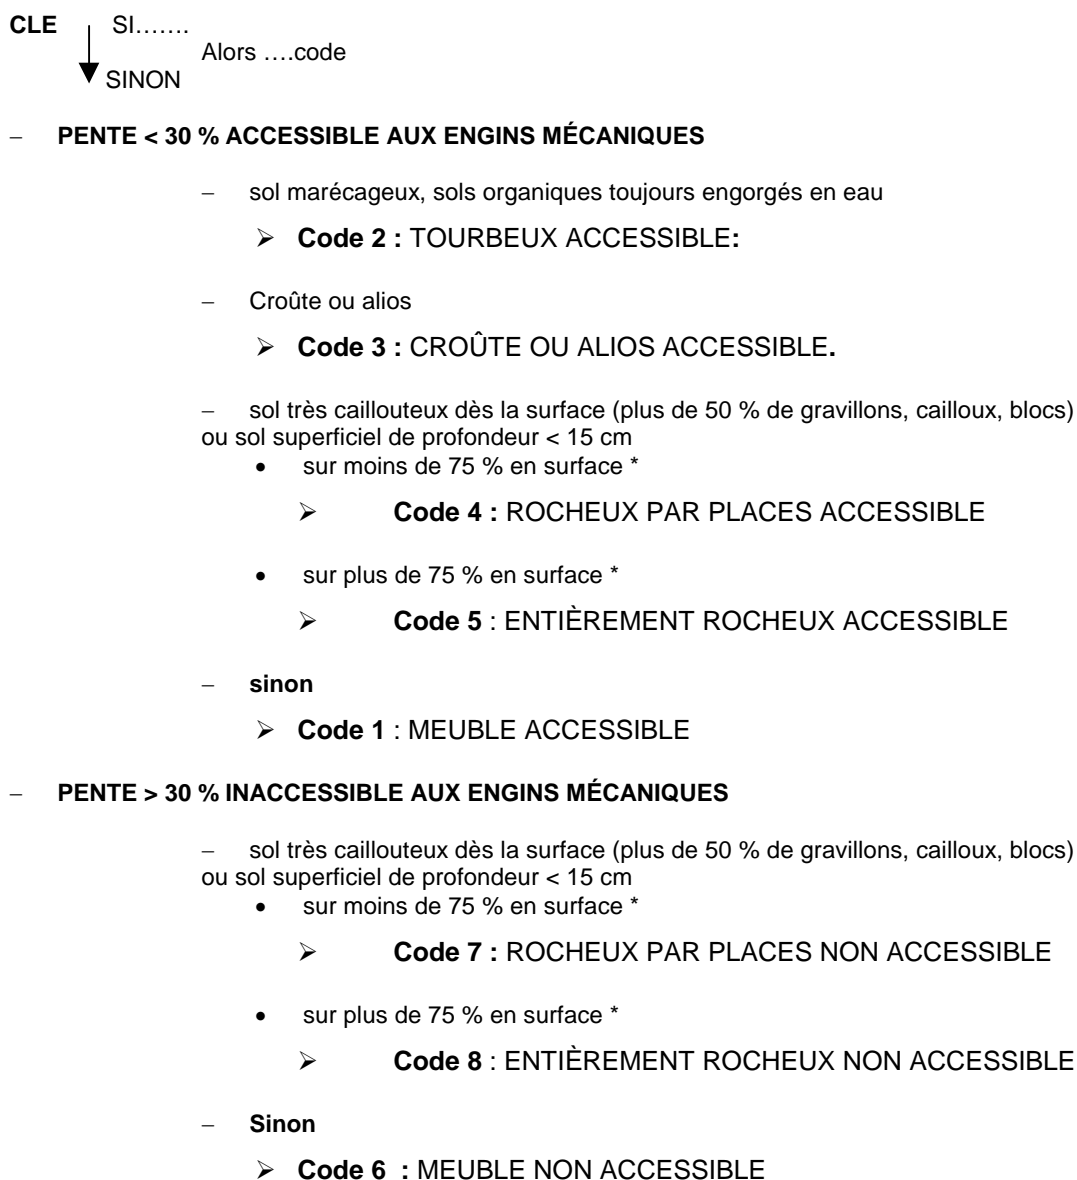 CLE SI…….
Alors ….code
SINON
– PENTE < 30 % ACCESSIBLE AUX ENGINS MÉCANIQUES
– sol marécageux, sols organiques toujours engorgés en eau
➢ Code 2 : TOURBEUX ACCESSIBLE:
– Croûte ou alios
➢ Code 3 : CROÛTE OU ALIOS ACCESSIBLE.
– sol très caillouteux dès la surface (plus de 50 % de gravillons, cailloux, blocs)
ou sol superficiel de profondeur < 15 cm
• sur moins de 75 % en surface *
➢ Code 4 : ROCHEUX PAR PLACES ACCESSIBLE
• sur plus de 75 % en surface *
➢ Code 5 : ENTIÈREMENT ROCHEUX ACCESSIBLE
– sinon
➢ Code 1 : MEUBLE ACCESSIBLE
– PENTE > 30 % INACCESSIBLE AUX ENGINS MÉCANIQUES
– sol très caillouteux dès la surface (plus de 50 % de gravillons, cailloux, blocs)
ou sol superficiel de profondeur < 15 cm
• sur moins de 75 % en surface *
➢ Code 7 : ROCHEUX PAR PLACES NON ACCESSIBLE
• sur plus de 75 % en surface *
➢ Code 8 : ENTIÈREMENT ROCHEUX NON ACCESSIBLE
– Sinon
➢ Code 6 : MEUBLE NON ACCESSIBLE